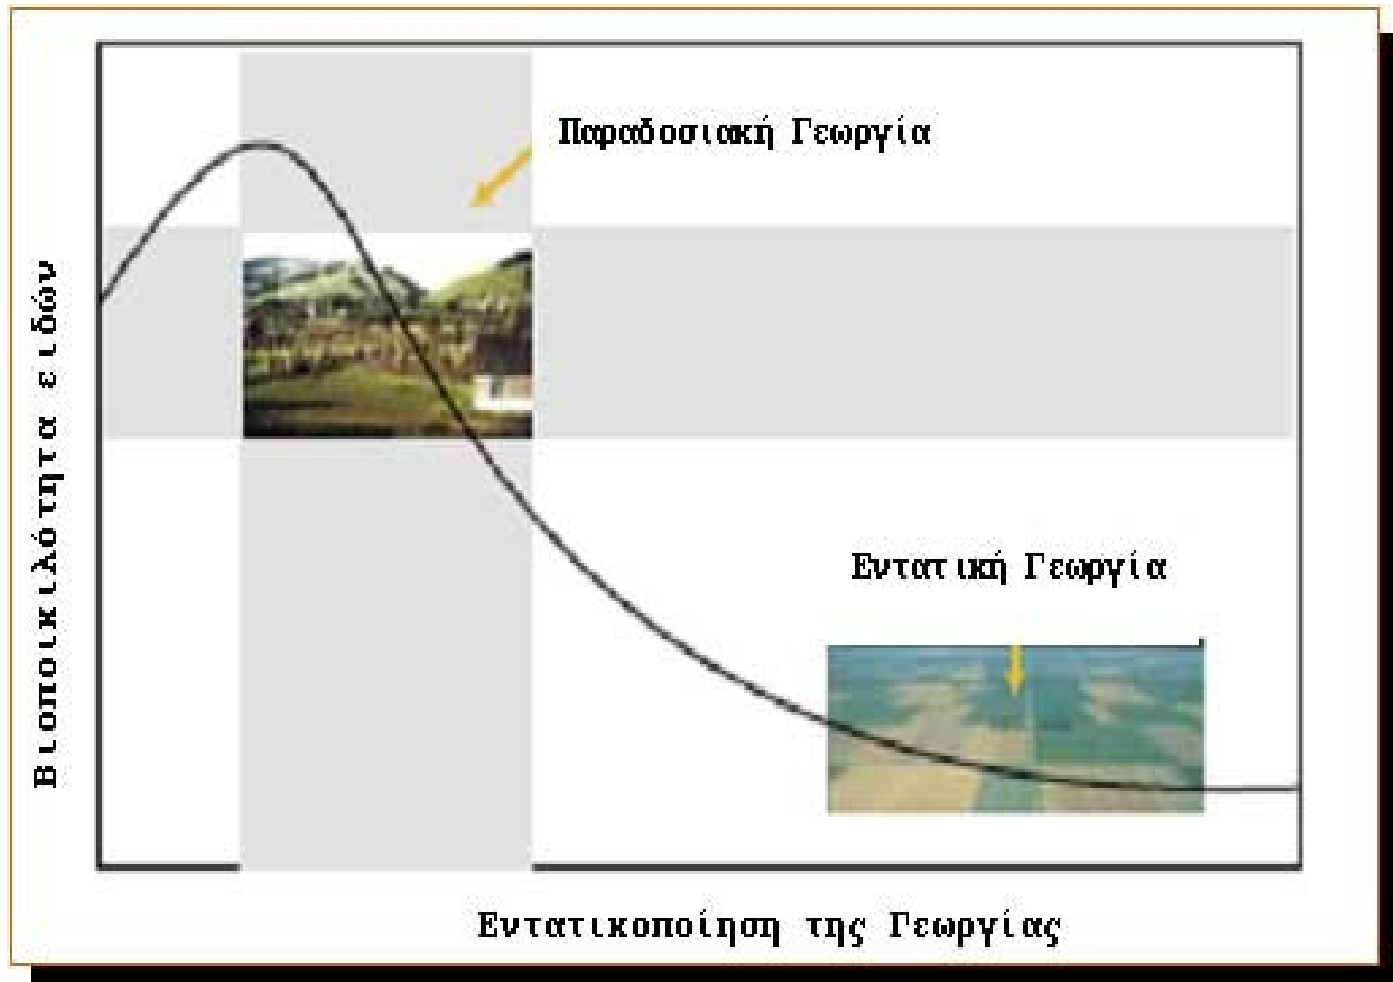 Παραδοσιακή Γεωργία
Βιοποικιλότητα ειδών
Εντατική Γεωργία
Εντατικοποίηση της Γεωργίας